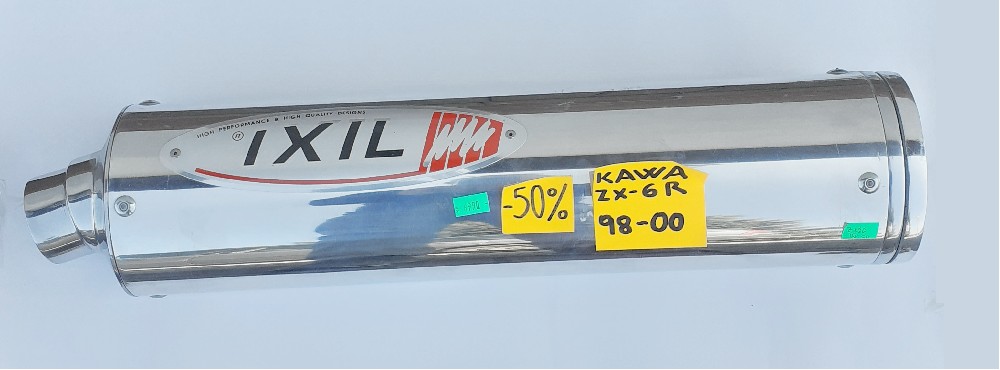 HIGH PERFORMANCE & HIGH QUALITY DESIGNS
IXIL
-50%
KAWA
ZX-6R
98-00